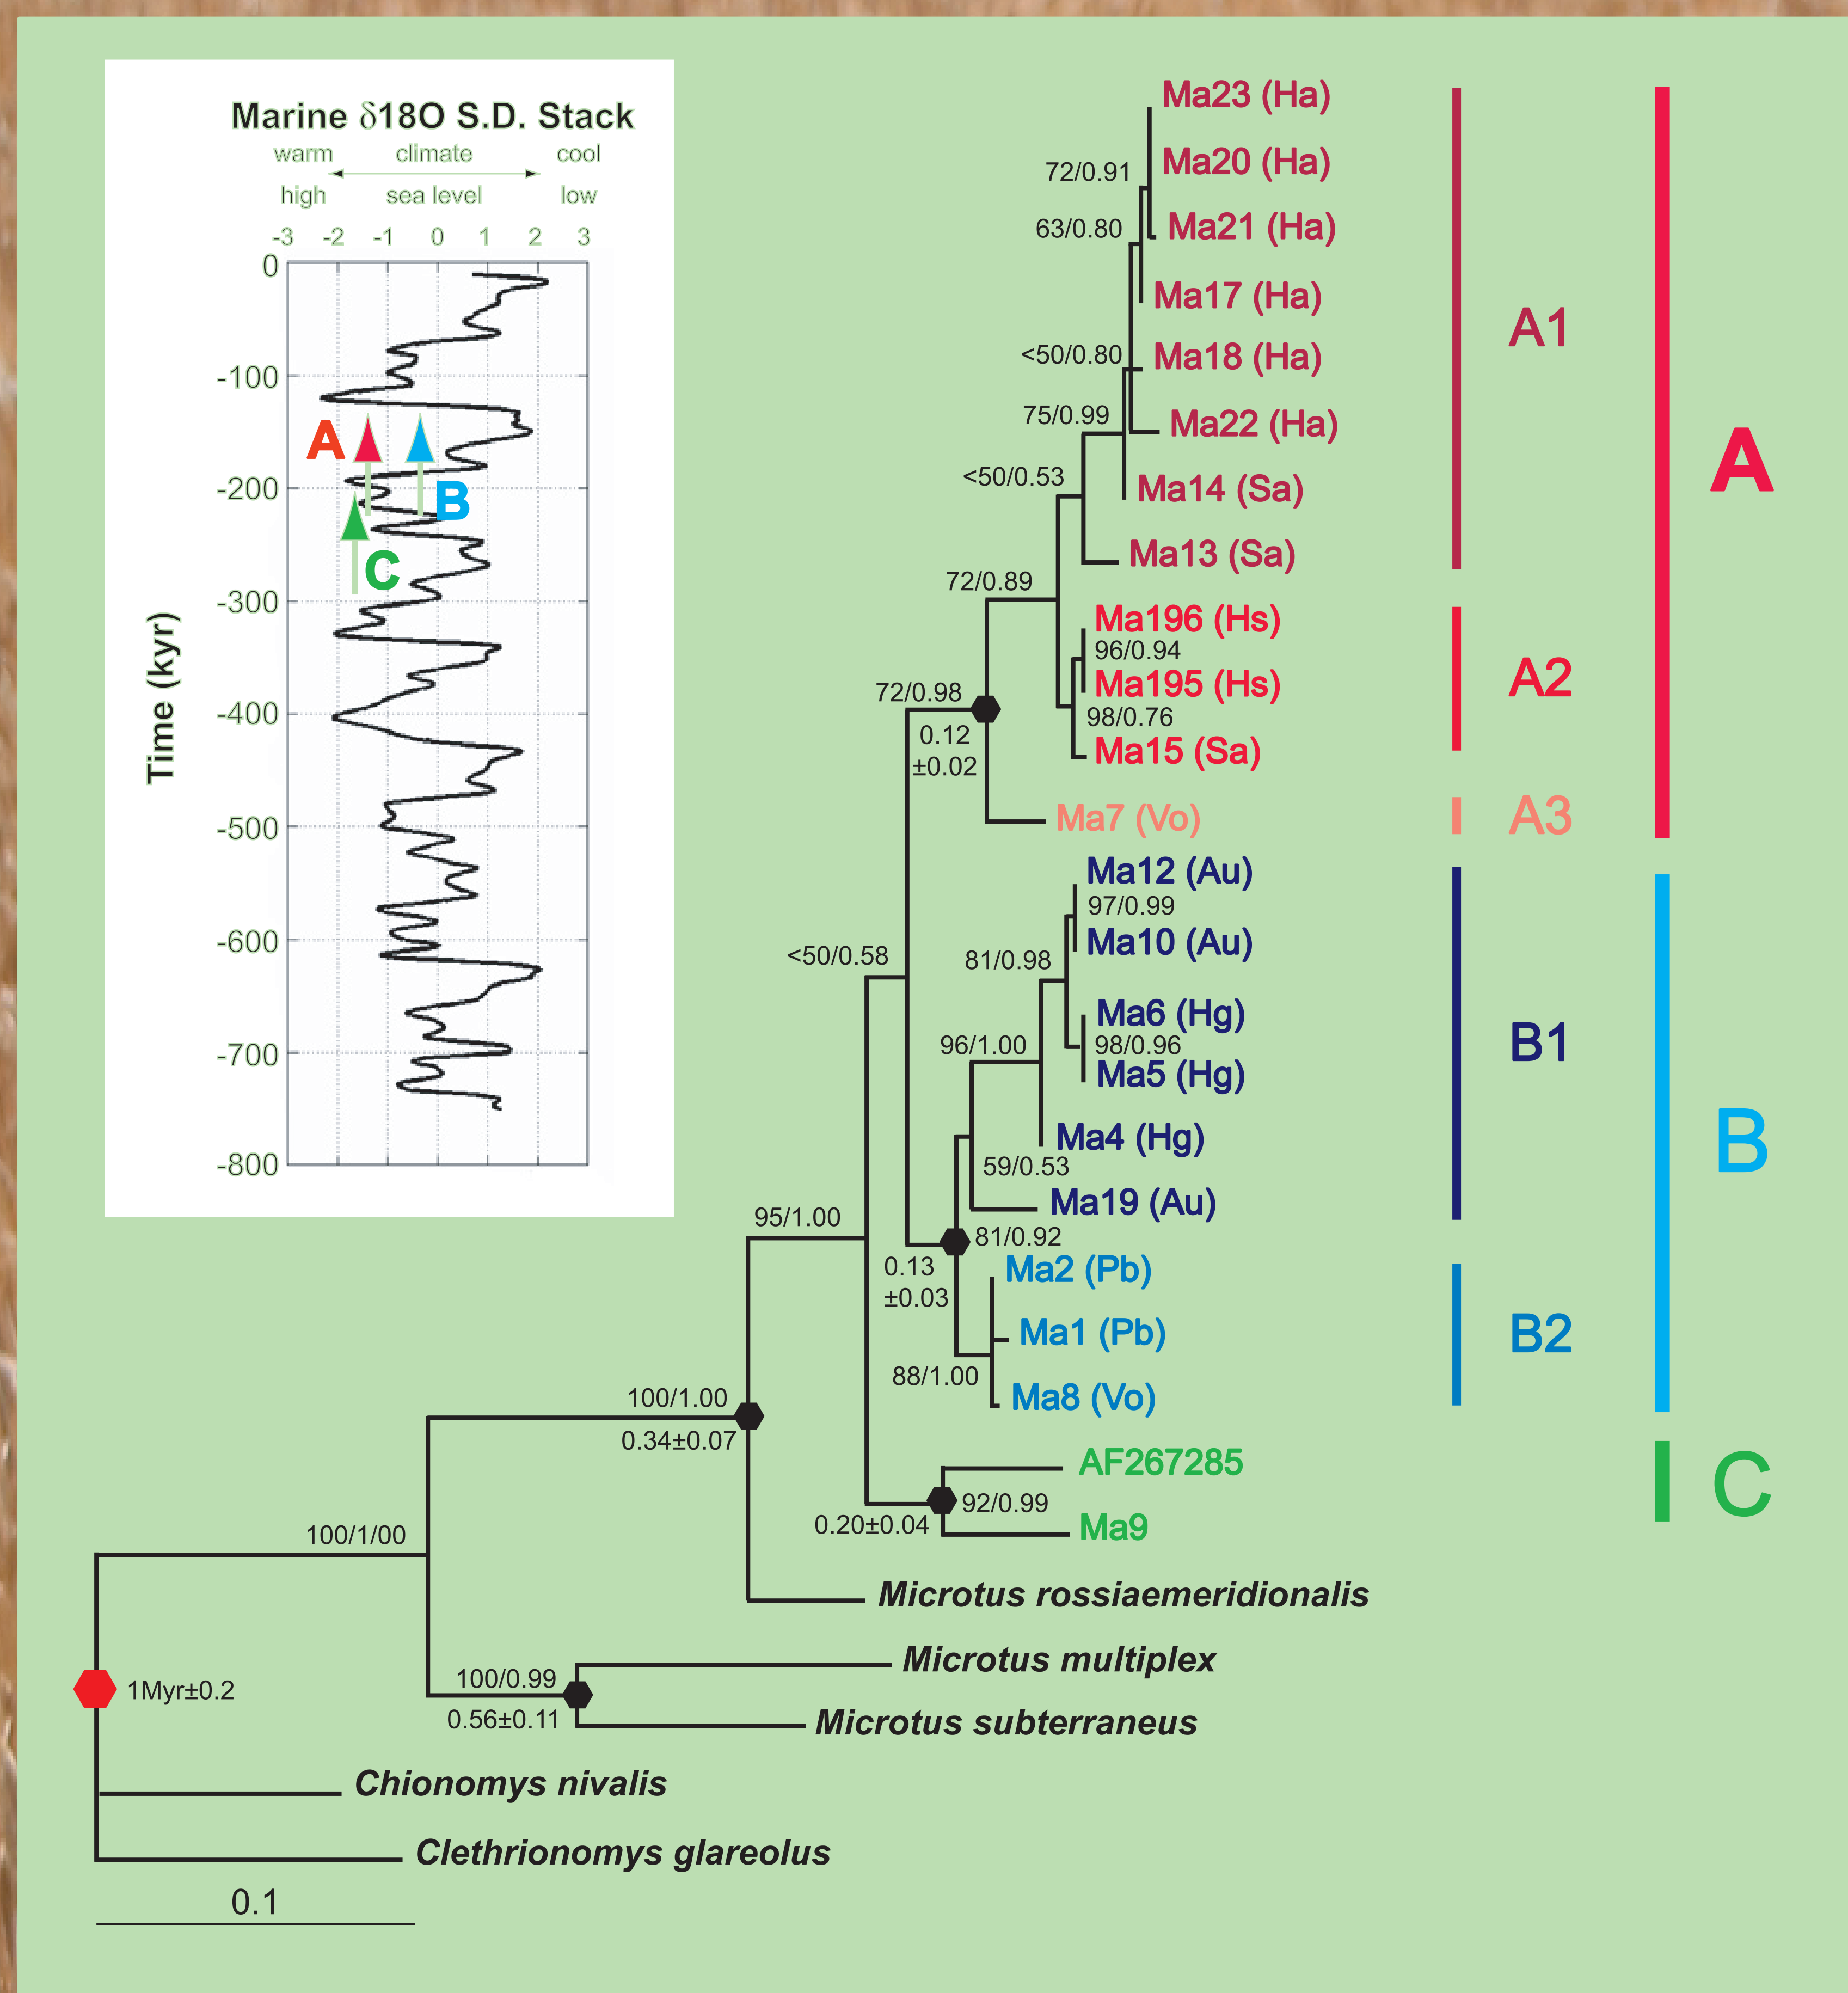 Marine δ18O S.D. Stack
warm climate cool
high sea level low
-3 -2 -1 0 1 2 3
0
-100
-200
-300
-400
-500
-600
-700
-800
Time (kyr)
A
B
C
Ma23 (Ha)
72/0.91
Ma20 (Ha)
63/0.80
Ma21 (Ha)
Ma17 (Ha)
<50/0.80
Ma18 (Ha)
75/0.99
Ma22 (Ha)
<50/0.53
Ma14 (Sa)
Ma13 (Sa)
72/0.89
Ma196 (Hs)
96/0.94
Ma195 (Hs)
72/0.98
98/0.76
0.12
±0.02
Ma15 (Sa)
Ma7 (Vo)
A1
A2
A3
A
Ma12 (Au)
97/0.99
Ma10 (Au)
<50/0.58
81/0.98
Ma6 (Hg)
96/1.00
98/0.96
Ma5 (Hg)
Ma4 (Hg)
59/0.53
Ma19 (Au)
95/1.00
81/0.92
0.13
±0.03
Ma2 (Pb)
Ma1 (Pb)
88/1.00
Ma8 (Vo)
B1
B2
B
100/1.00
0.34±0.07
AF267285
92/0.99
0.20±0.04
Ma9
C
100/1/00
Microtus rossiaemeridionalis
Microtus multiplex
100/0.99
0.56±0.11
Microtus subterraneus
1Myr±0.2
Chionomys nivalis
Clethrionomys glareolus
0.1